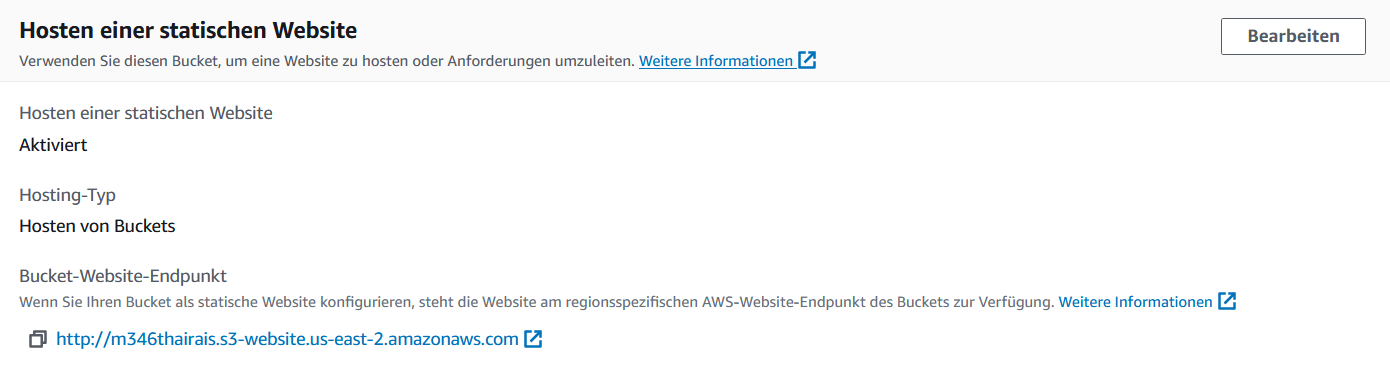 Hosten einer statischen Website
Bearbeiten
Verwenden Sie diesen Bucket, um eine Website zu hosten oder Anforderungen umzuleiten. Weitere Informationen
Hosten einer statischen Website
Aktiviert
Hosting-Typ
Hosten von Buckets
Bucket-Website-Endpunkt
Wenn Sie Ihren Bucket als statische Website konfigurieren, steht die Website am regionsspezifischen AWS-Website-Endpunkt des Buckets zur Verfügung. Weitere Informationen
http://m346thairais.s3-website.us-east-2.amazonaws.com